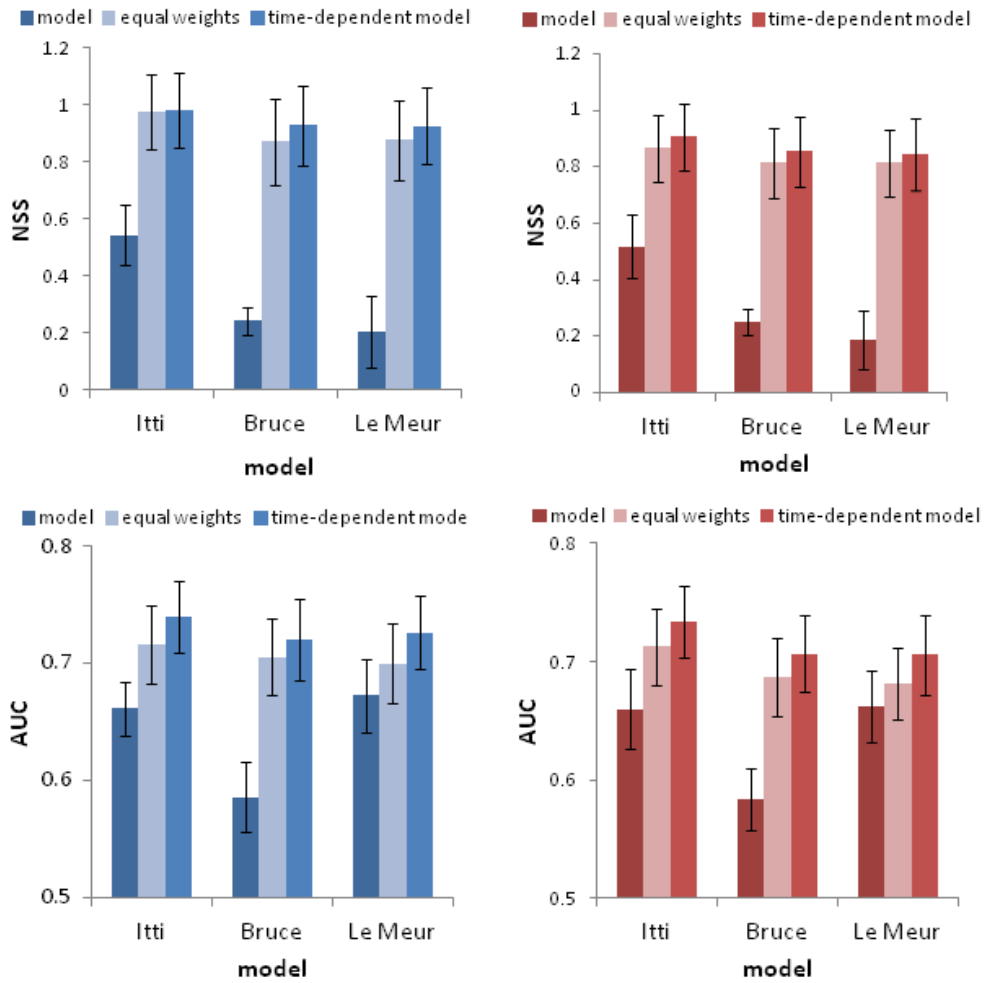 model equal weights time-dependent model
1.2
1
0.8
0.6
0.4
0.2
0
NSS
Itti Bruce Le Meur
model
model equal weights time-dependent model
1.2
1
0.8
0.6
0.4
0.2
0
NSS
Itti Bruce Le Meur
model
model equal weights time-dependent mode
0.8
0.7
0.6
0.5
AUC
Itti Bruce Le Meur
model
model equal weights time-dependent model
0.8
0.7
0.6
0.5
AUC
Itti Bruce Le Meur
model